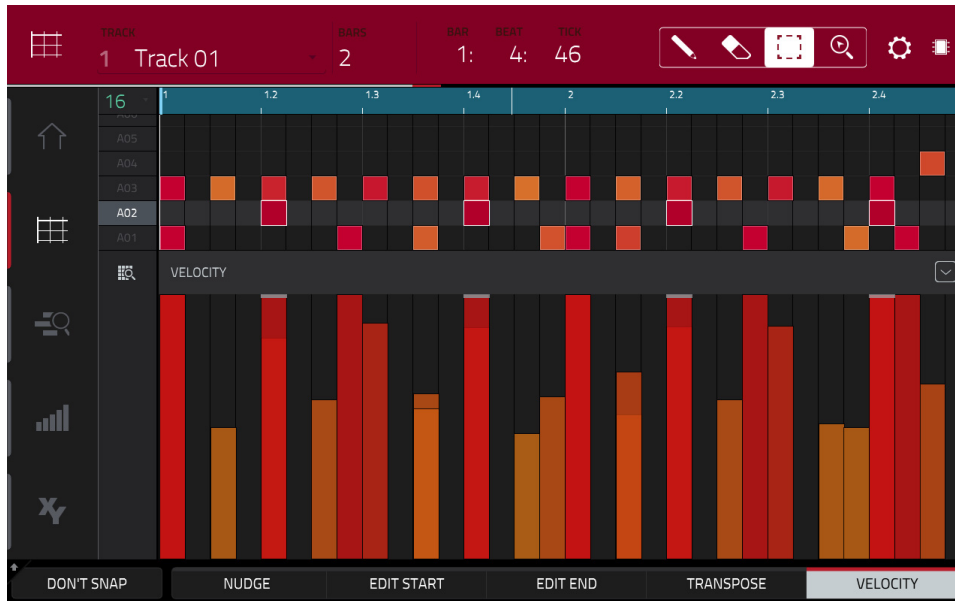 TRACK BARS BAR BEAT TICK
1 Track 01 2 1: 4: 46
16 1 1.2 1.3 1.4 2 2.2 2.3 2.4
A05
A04
A03
A02
A01
VELOCITY
XY
DON'T SNAP NUDGE EDIT START EDIT END TRANSPOSE VELOCITY